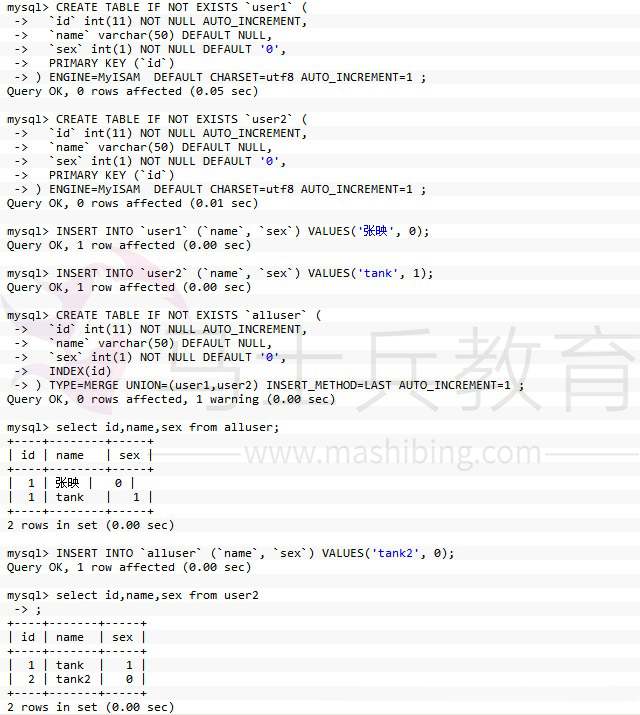 mysql> CREATE TABLE IF NOT EXISTS `user1` (
 ->   `id` int(11) NOT NULL AUTO_INCREMENT,
 ->   `name` varchar(50) DEFAULT NULL,
 ->   `sex` int(1) NOT NULL DEFAULT '0',
 ->   PRIMARY KEY (`id`)
 -> ) ENGINE=MyISAM  DEFAULT CHARSET=utf8 AUTO_INCREMENT=1 ;
Query OK, 0 rows affected (0.05 sec)
mysql> CREATE TABLE IF NOT EXISTS `user2` (
 ->   `id` int(11) NOT NULL AUTO_INCREMENT,
 ->   `name` varchar(50) DEFAULT NULL,
 ->   `sex` int(1) NOT NULL DEFAULT '0',
 ->   PRIMARY KEY (`id`)
 -> ) ENGINE=MyISAM  DEFAULT CHARSET=utf8 AUTO_INCREMENT=1 ;
Query OK, 0 rows affected (0.01 sec)
mysql> INSERT INTO `user1` (`name`, `sex`) VALUES('张映', 0);
Query OK, 1 row affected (0.00 sec)
mysql> INSERT INTO `user2` (`name`, `sex`) VALUES('tank', 1);
Query OK, 1 row affected (0.00 sec)
mysql> CREATE TABLE IF NOT EXISTS `alluser` (
 ->   `id` int(11) NOT NULL AUTO_INCREMENT,
 ->   `name` varchar(50) DEFAULT NULL,
 ->   `sex` int(1) NOT NULL DEFAULT '0',
 ->   INDEX(id)
 -> ) TYPE=MERGE UNION=(user1,user2) INSERT_METHOD=LAST AUTO_INCREMENT=1 ;
Query OK, 0 rows affected, 1 warning (0.00 sec)
马士兵教育
mysql> select id,name,sex from alluser;
+----+--------+-----+
| id | name   | sex |
+----+--------+-----+
|  1 | 张映 |   0 |
|  1 | tank   |   1 |
+----+--------+-----+
2 rows in set (0.00 sec)
www.mashibing.com
mysql> INSERT INTO `alluser` (`name`, `sex`) VALUES('tank2', 0);
Query OK, 1 row affected (0.00 sec)
mysql> select id,name,sex from user2
 -> ;
+----+-------+-----+
| id | name  | sex |
+----+-------+-----+
|  1 | tank  |   1 |
|  2 | tank2 |   0 |
+----+-------+-----+
2 rows in set (0.00 sec)